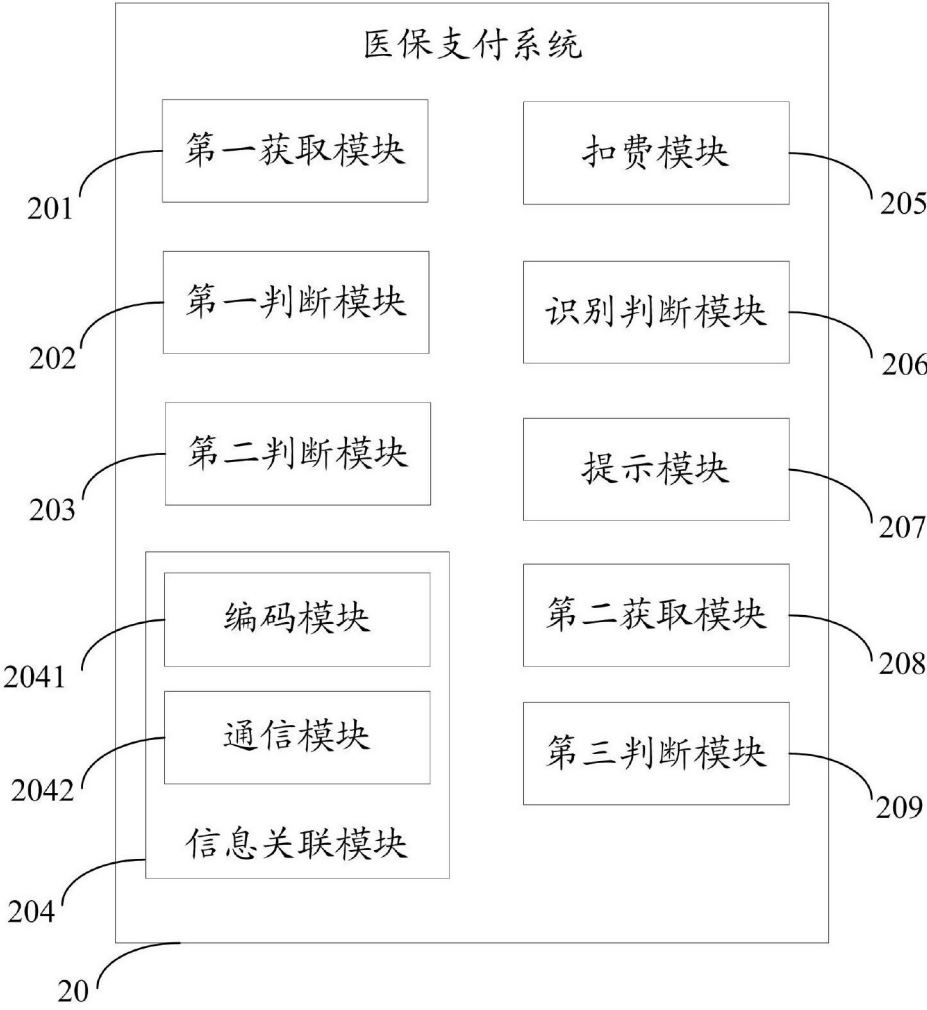 医保支付系统
第一获取模块
201
扣费模块
205
第一判断模块
202
识别判断模块
206
第二判断模块
203
提示模块
207
编码模块
2041
第二获取模块
208
通信模块
2042
第三判断模块
209
信息关联模块
204
20